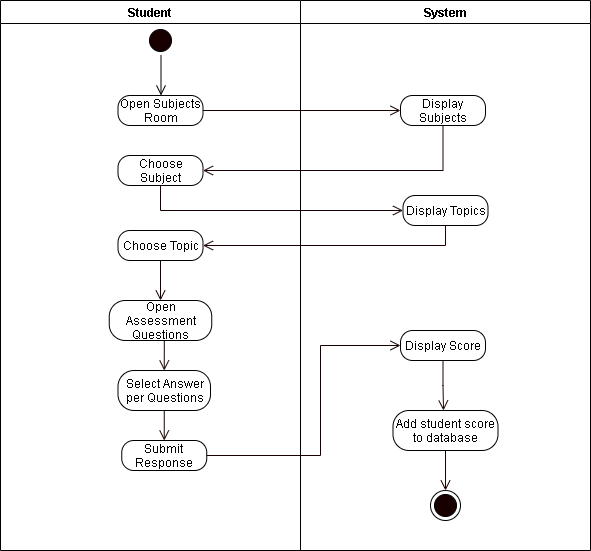 Student
System
Open Subjects
Room
Display
Subjects
Choose
Subject
Display Topics
Choose Topic
Open
Assessment
Questions
Display Score
Select Answer
per Questions
Add student score
to database
Submit
Response